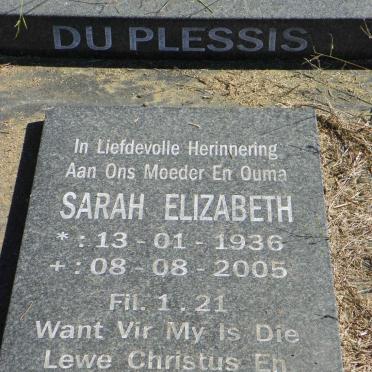 DU PLESSIS
In Liefdevolle Herinnering
Aan Ons Moeder En Ouma
SARAH ELIZABETH
* : 13 - 01 - 1936
+ : 08 - 08 - 2005
Fil. 1 . 21
Want Vir My Is Die
Lewe Christus En